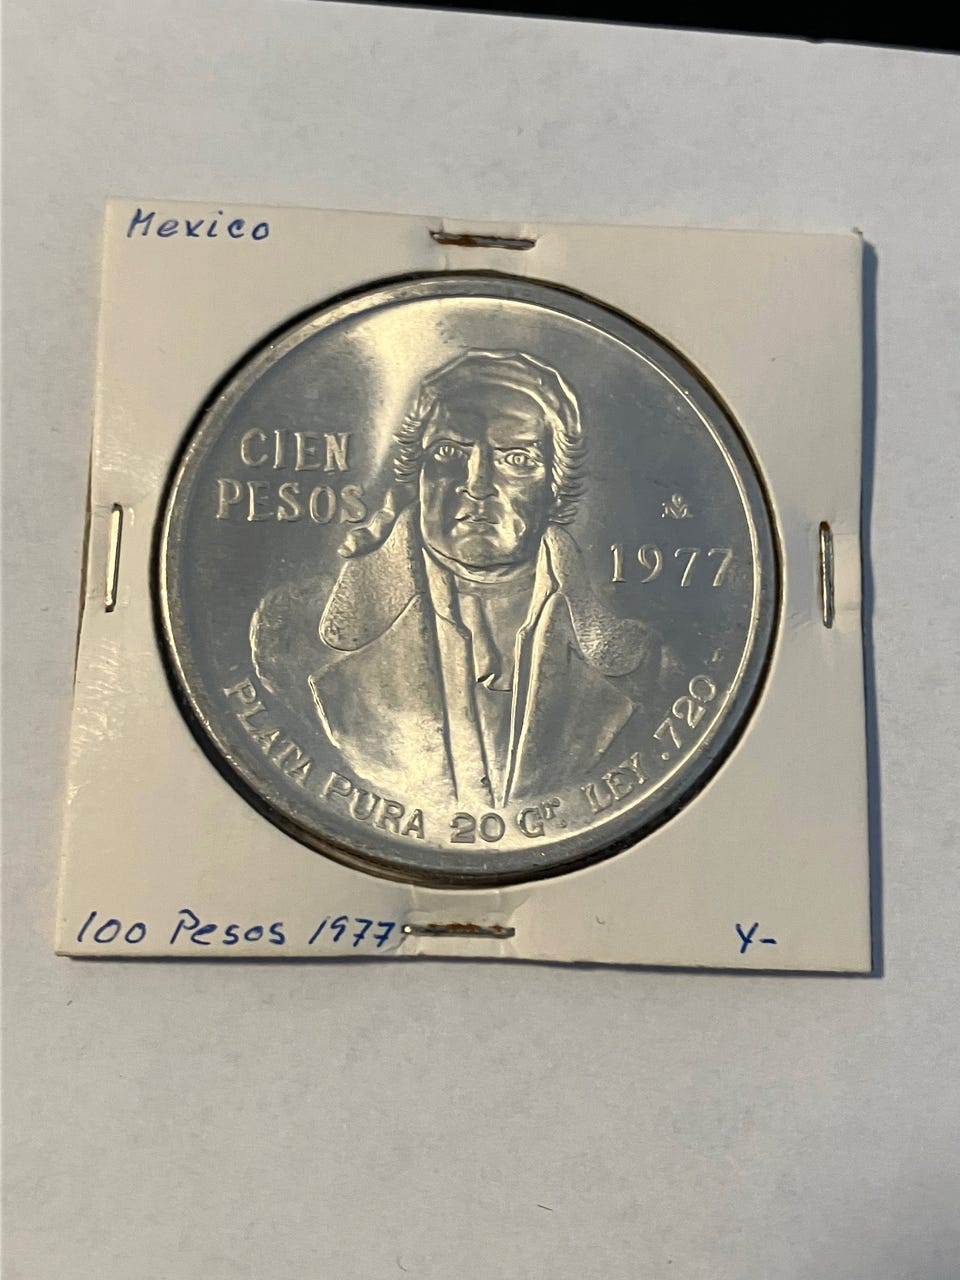 Mexico
CIEN
PESOS
1977
PLATA PURA 20 Gr. LEY .720
100 Pesos 1977
Y-